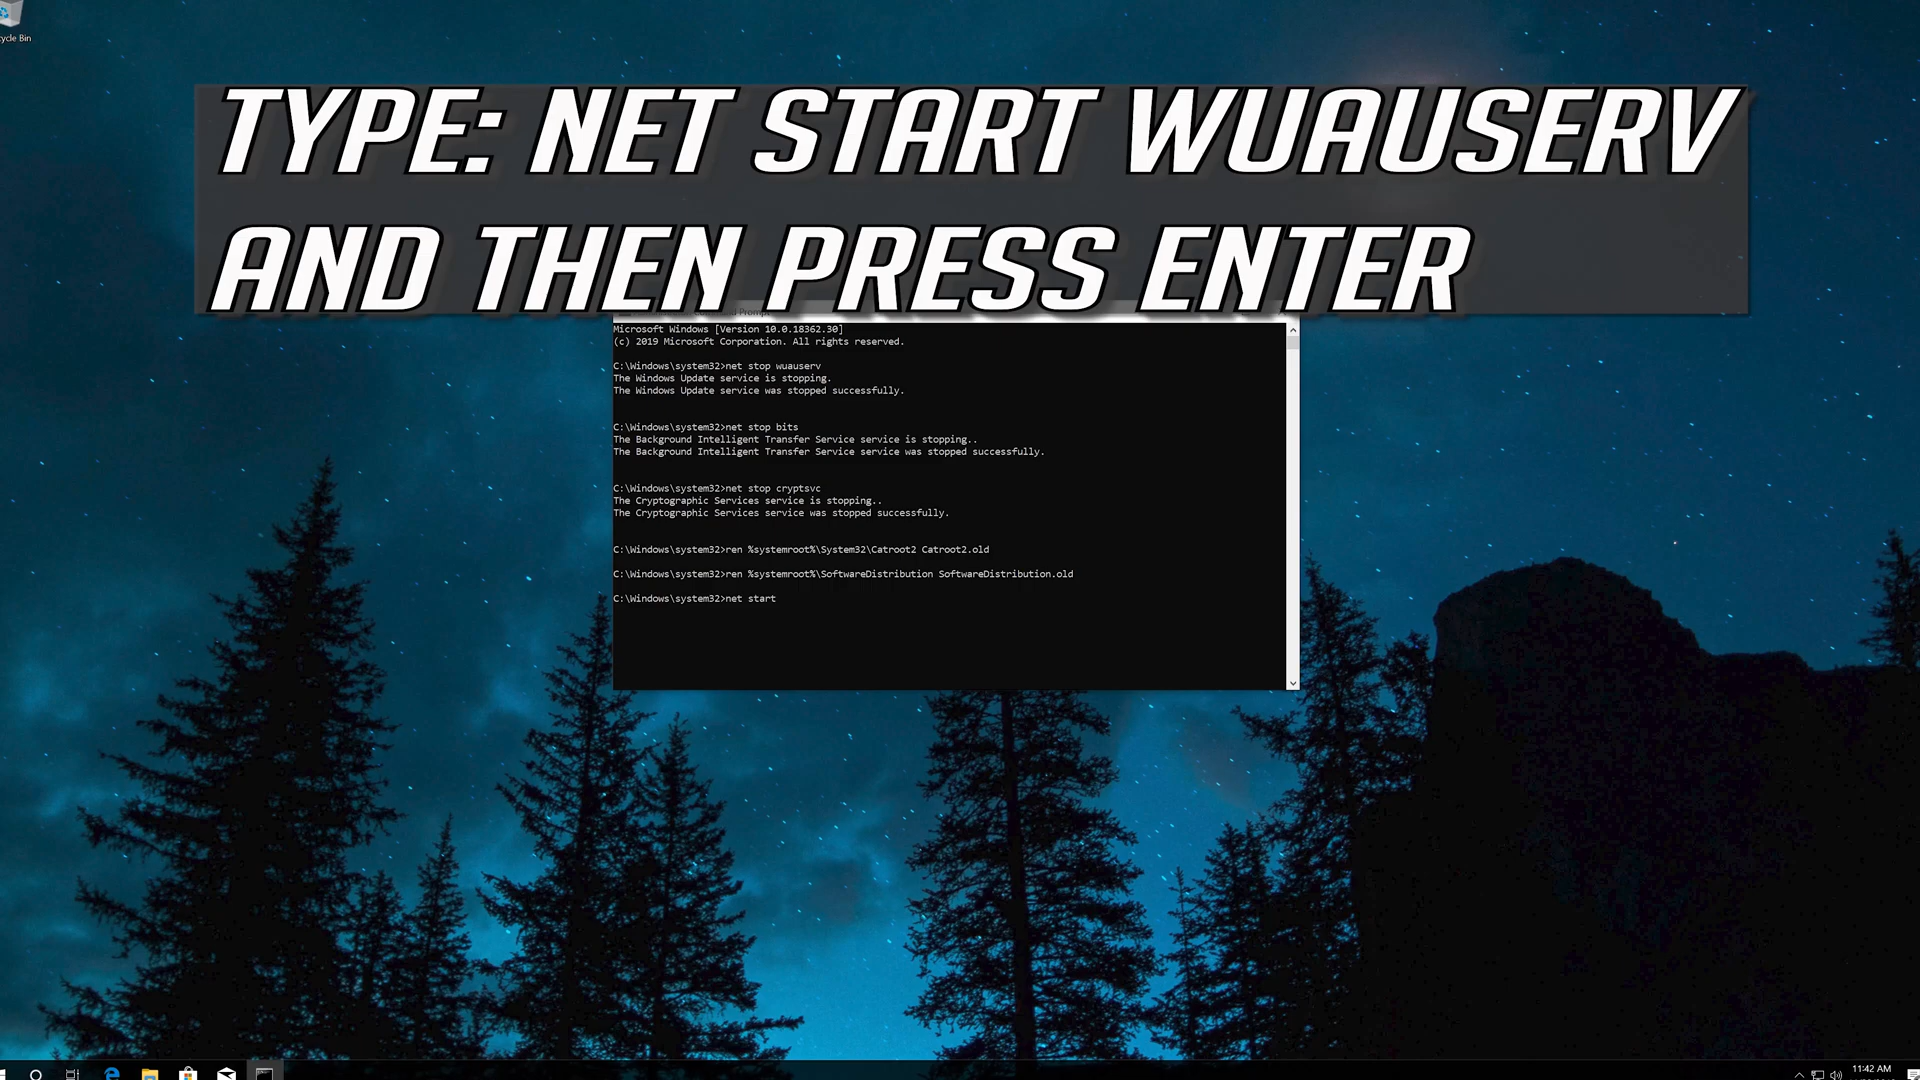 cycle Bin
TYPE: NET START WUAUSERV
AND THEN PRESS ENTER
Microsoft Windows [Version 10.0.18362.30]
(c) 2019 Microsoft Corporation. All rights reserved.
C:\Windows\system32>net stop wuauserv
The Windows Update service is stopping.
The Windows Update service was stopped successfully.
C:\Windows\system32>net stop bits
The Background Intelligent Transfer Service service is stopping..
The Background Intelligent Transfer Service service was stopped successfully.
C:\Windows\system32>net stop cryptsvc
The Cryptographic Services service is stopping..
The Cryptographic Services service was stopped successfully.
C:\Windows\system32>ren %systemroot%\System32\Catroot2 Catroot2.old
C:\Windows\system32>ren %systemroot%\SoftwareDistribution SoftwareDistribution.old
C:\Windows\system32>net start
11:42 AM